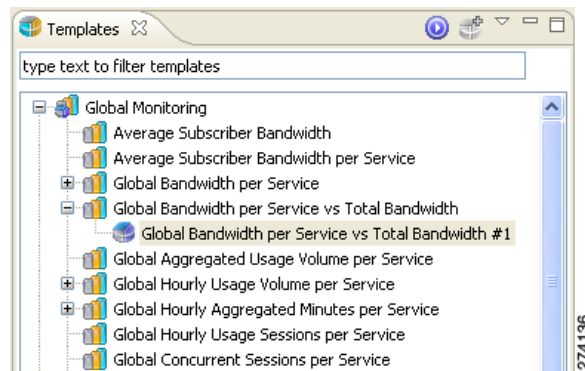 Templates
type text to filter templates
Global Monitoring
Average Subscriber Bandwidth
Average Subscriber Bandwidth per Service
Global Bandwidth per Service
Global Bandwidth per Service vs Total Bandwidth
Global Bandwidth per Service vs Total Bandwidth #1
Global Aggregated Usage Volume per Service
Global Hourly Usage Volume per Service
Global Hourly Aggregated Minutes per Service
Global Hourly Usage Sessions per Service
Global Concurrent Sessions per Service
274136